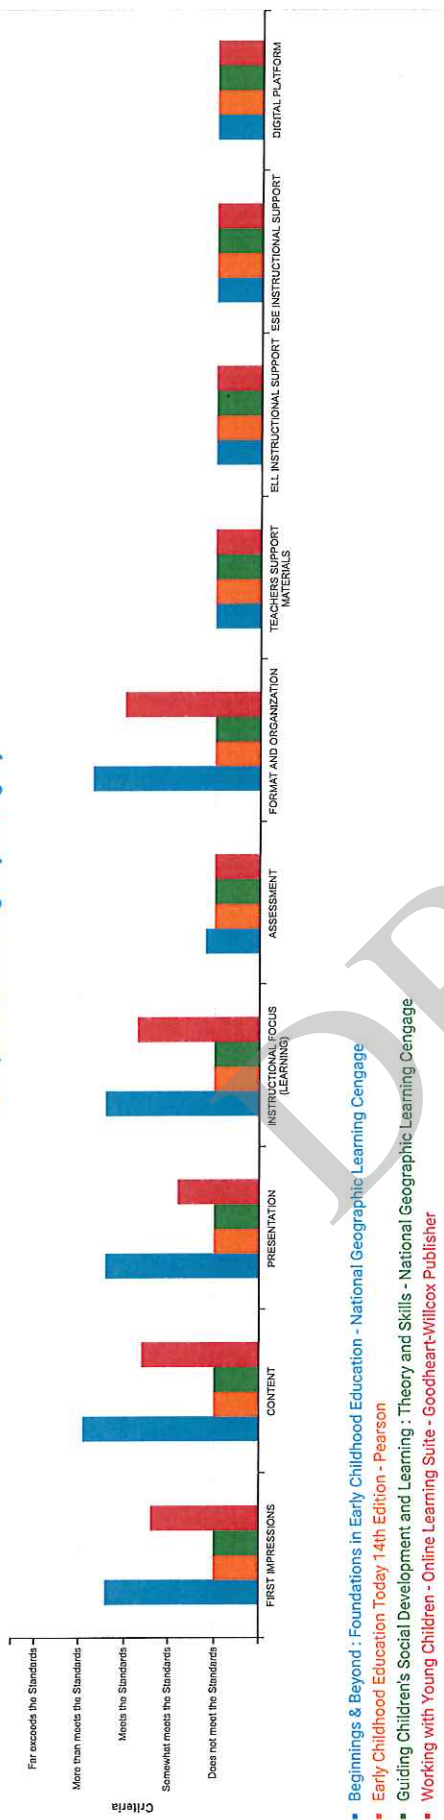 Criteria
Far exceeds the Standards
More than meets the Standards
Meets the Standards
Somewhat meets the Standards
Does not meet the Standards
FIRST IMPRESSIONS
CONTENT
PRESENTATION
INSTRUCTIONAL FOCUS
(LEARNING)
ASSESSMENT
FORMAT AND ORGANIZATION
TEACHERS SUPPORT
MATERIALS
ELL INSTRUCTIONAL SUPPORT
ESE INSTRUCTIONAL SUPPORT
DIGITAL PLATFORM
Beginnings & Beyond : Foundations in Early Childhood Education - National Geographic Learning Cengage
Early Childhood Education Today 14th Edition - Pearson
Guiding Children's Social Development and Learning : Theory and Skills - National Geographic Learning Cengage
Working with Young Children - Online Learning Suite - Goodheart-Willcox Publisher